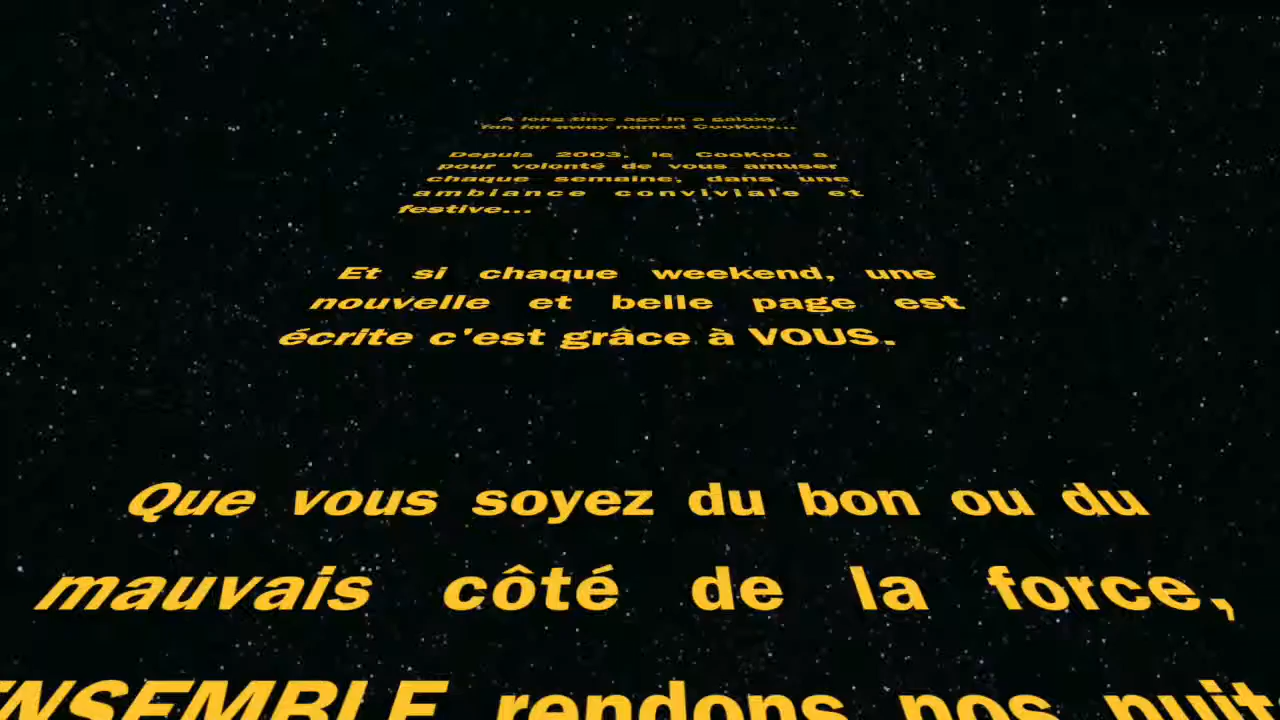 A long time ago in a galaxy
far, far away named CooKoo...
Depuis 2003, le CooKoo a
pour volonté de vous amuser
chaque semaine, dans une
ambiance conviviale et
festive...
Et si chaque weekend, une
nouvelle et belle page est
écrite c'est grâce à VOUS.
Que vous soyez du bon ou du
mauvais côté de la force,
ENSEMBLE rendons nos nuit